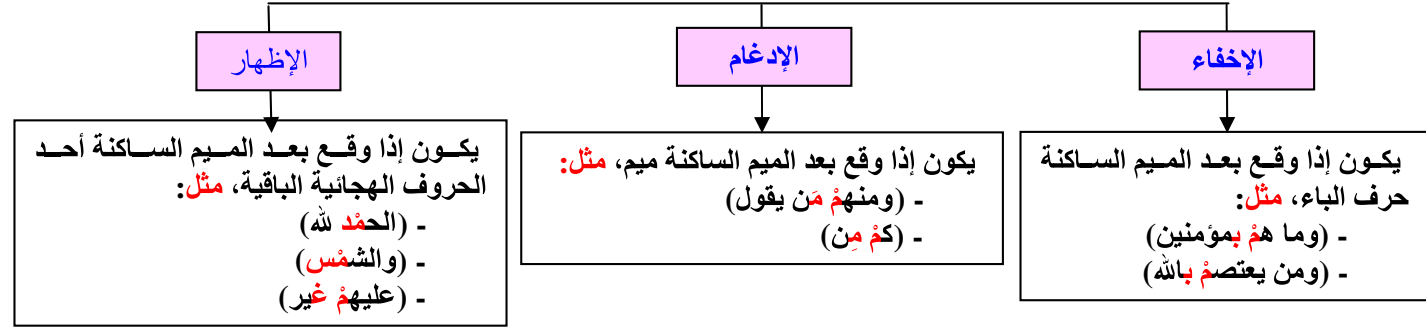 الإخفاء
يكون إذا وقع بعد الميم الساكنة
حرف الباء، مثل:
- (وما همْ بمؤمنين)
- (ومن يعتصمْ بالله)
الإدغام
يكون إذا وقع بعد الميم الساكنة ميم، مثل:
- (ومنهمْ مَن يقول)
- (كمْ مِن)
الإظهار
يكون إذا وقع بعد الميم الساكنة أحد
الحروف الهجائية الباقية، مثل:
- (الحمْد لله)
- (والشمْس)
- (عليهمْ غير)